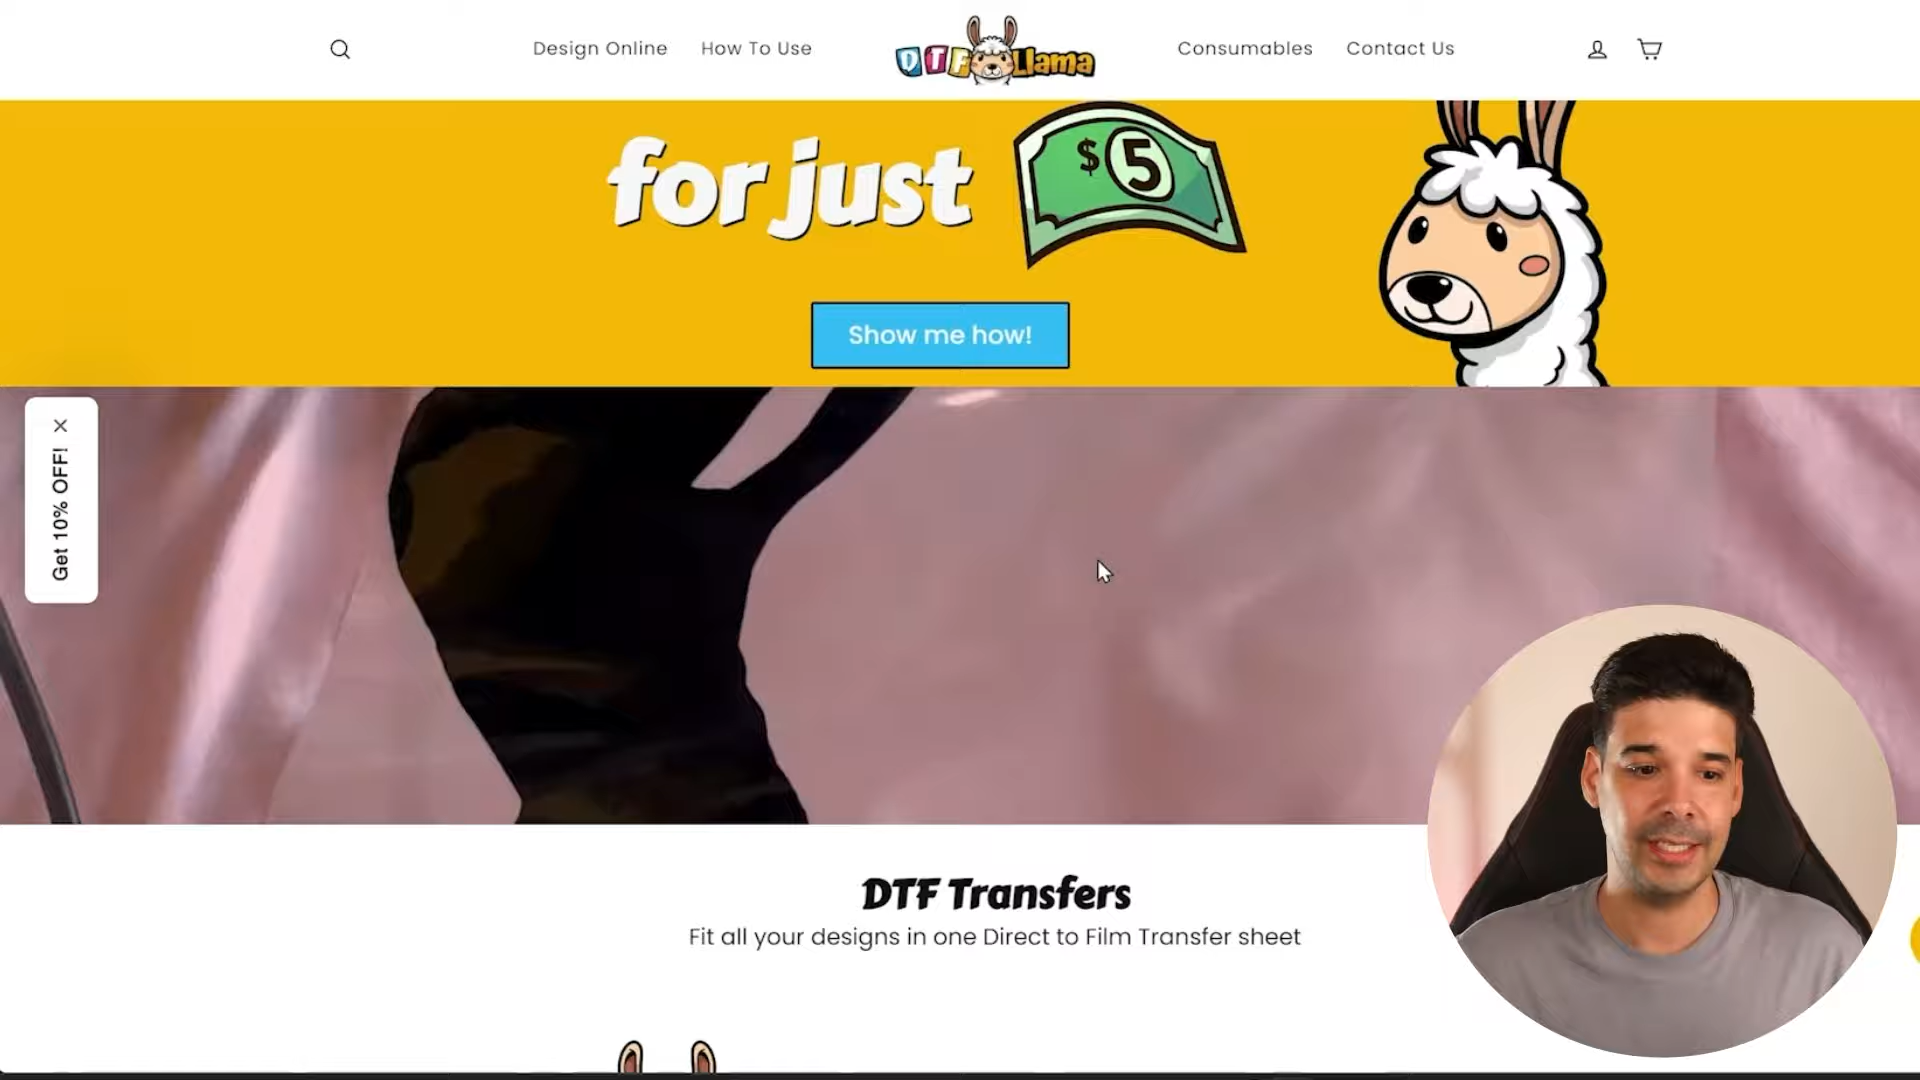 Design Online
How To Use
DTF Llama
Consumables
Contact Us
for just
$5
Show me how!
Get 10% OFF!
DTF Transfers
Fit all your designs in one Direct to Film Transfer sheet